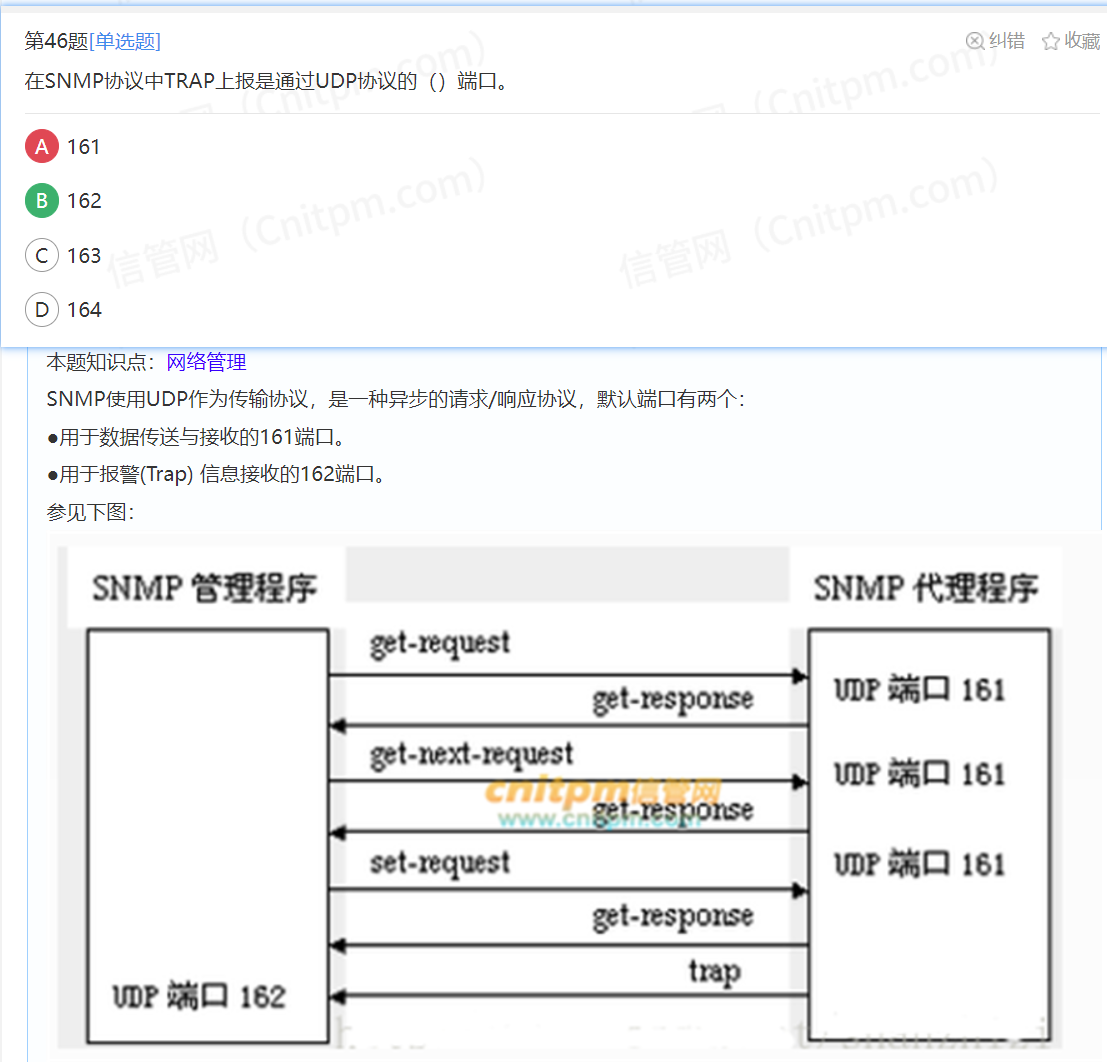 第46题[单选题] 纠错 收藏
在SNMP协议中TRAP上报是通过UDP协议的（）端口。
A 161
B 162
C 163
D 164
信管网（Cnitpm.com） 信管网（Cnitpm.com）
本题知识点：网络管理
SNMP使用UDP作为传输协议，是一种异步的请求/响应协议，默认端口有两个：
●用于数据传送与接收的161端口。
●用于报警(Trap) 信息接收的162端口。
参见下图：
SNMP 管理程序 SNMP 代理程序
get-request
UDP 端口 161
get-response
get-next-request
UDP 端口 161
cnitpm信管网
get-response
www.cnitpm.com
set-request
UDP 端口 161
get-response
trap
UDP 端口 162